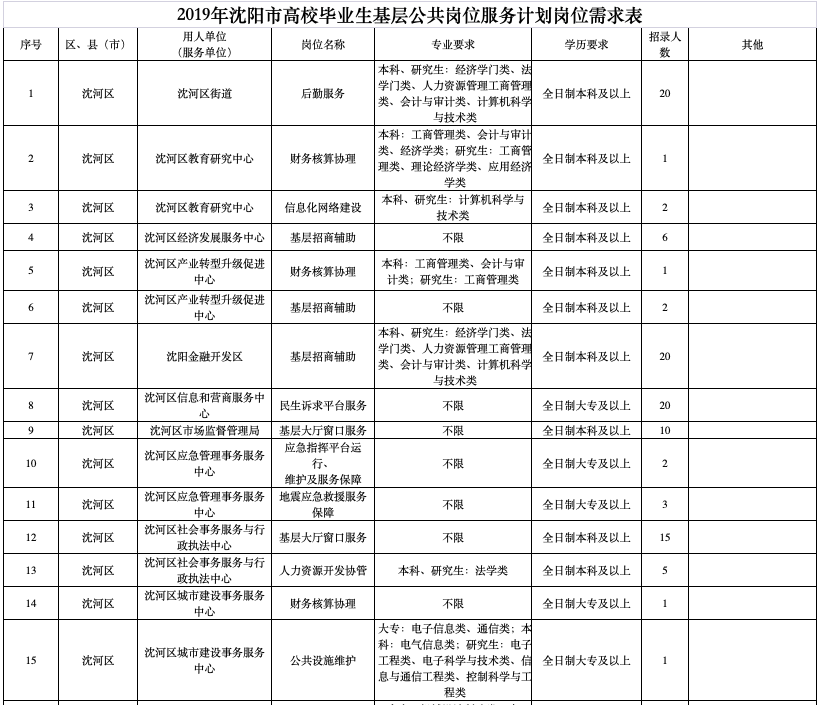 2019年沈阳市高校毕业生基层公共岗位服务计划岗位需求表
序号 区、县（市） 用人单位（服务单位） 岗位名称 专业要求 学历要求 招录人数 其他
1 沈河区 沈河区街道 后勤服务 本科、研究生：经济学门类、法学门类、人力资源管理工商管理类、会计与审计类、计算机科学与技术类 全日制本科及以上 20
2 沈河区 沈河区教育研究中心 财务核算协理 本科：工商管理类、会计与审计类、经济学类；研究生：工商管理类、理论经济学类、应用经济学类 全日制本科及以上 1
3 沈河区 沈河区教育研究中心 信息化网络建设 本科、研究生：计算机科学与技术类 全日制本科及以上 2
4 沈河区 沈河区经济发展服务中心 基层招商辅助 不限 全日制本科及以上 6
5 沈河区 沈河区产业转型升级促进中心 财务核算协理 本科：工商管理类、会计与审计类；研究生：工商管理类 全日制本科及以上 1
6 沈河区 沈河区产业转型升级促进中心 基层招商辅助 不限 全日制本科及以上 2
7 沈河区 沈阳金融开发区 基层招商辅助 本科、研究生：经济学门类、法学门类、人力资源管理工商管理类、会计与审计类、计算机科学与技术类 全日制本科及以上 20
8 沈河区 沈河区信息和营商服务中心 民生诉求平台服务 不限 全日制大专及以上 20
9 沈河区 沈河区市场监督管理局 基层大厅窗口服务 不限 全日制本科及以上 10
10 沈河区 沈河区应急管理事务服务中心 应急指挥平台运行、维护及服务保障 不限 全日制大专及以上 2
11 沈河区 沈河区应急管理事务服务中心 地震应急救援服务保障 不限 全日制大专及以上 3
12 沈河区 沈河区社会事务服务与行政执法中心 基层大厅窗口服务 不限 全日制本科及以上 15
13 沈河区 沈河区社会事务服务与行政执法中心 人力资源开发协管 本科、研究生：法学类 全日制本科及以上 5
14 沈河区 沈河区城市建设事务服务中心 财务核算协理 不限 全日制大专及以上 1
15 沈河区 沈河区城市建设事务服务中心 公共设施维护 大专：电子信息类、通信类；本科：电气信息类；研究生：电子工程类、电子科学与技术类、信息与通信工程类、控制科学与工程类 全日制大专及以上 1